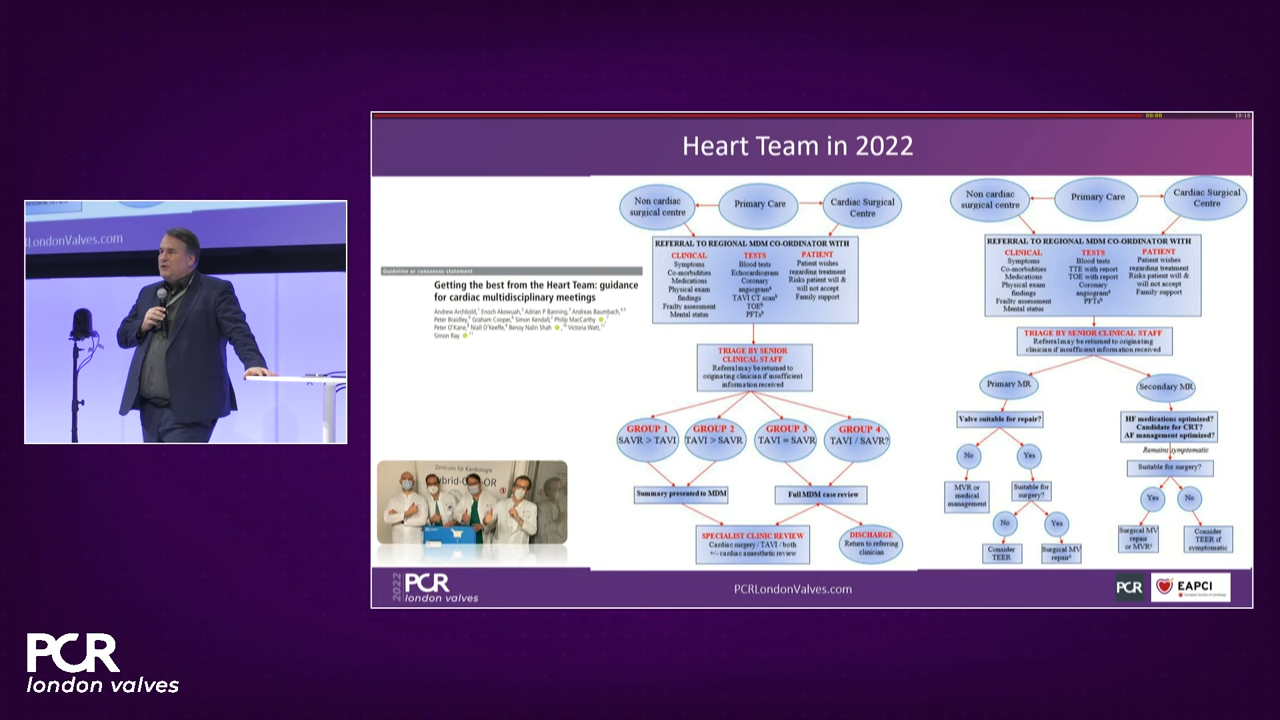 LondonValves.com
PCR
london valves
00:00
Heart Team in 2022
Guideline or consensus statement
Getting the best from the Heart Team: guidance
for cardiac multidisciplinary meetings
Andrew Archbold, Enoch Akowuah, Adrian P Banning, Andreas Baumbach,
Peter Braidley, Graham Cooper, Simon Kendall, Philip MacCarthy
Peter O'Kane, Niall O'Keeffe, Benoy Nalin Shah, Victoria Watt,
Simon Ray
Zentrum für Kardiologie
OR
Non cardiac
surgical centre
Primary Care
Cardiac Surgical
Centre
REFERRAL TO REGIONAL MDM CO-ORDINATOR WITH
CLINICAL
Symptoms
Co-morbidities
Medications
Physical exam
findings
Frailty assessment
Mental status
TESTS
Blood tests
Echocardiogram
Coronary
angiogram
TAVI CT scan
TOE
PFTs
PATIENT
Patient wishes
regarding treatment
Risks patient will &
will not accept
Family support
TRIAGE BY SENIOR
CLINICAL STAFF
Referral may be returned to
originating clinician if insufficient
information received
GROUP 1
SAVR > TAVI
GROUP 2
TAVI > SAVR
GROUP 3
TAVI = SAVR
GROUP 4
TAVI / SAVR?
Summary presented to MDM
Full MDM case review
SPECIALIST CLINIC REVIEW
Cardiac surgery / TAVI / both
+/- cardiac anaesthetic review
DISCHARGE
Return to referring
clinician
Non cardiac
surgical centre
Primary Care
Cardiac Surgical
Centre
REFERRAL TO REGIONAL MDM CO-ORDINATOR WITH
CLINICAL
Symptoms
Co-morbidities
Medications
Physical exam
findings
Frailty assessment
Mental status
TESTS
Blood tests
TTE with report
TOE with report
Coronary
angiogram
PFTs
PATIENT
Patient wishes
regarding treatment
Risks patient will &
will not accept
Family support
TRIAGE BY SENIOR CLINICAL STAFF
Referral may be returned to originating
clinician if insufficient information received
Primary MR
Secondary MR
Valve suitable for repair?
HF medications optimized?
Candidate for CRT?
AF management optimized?
Remains symptomatic
No
Yes
Suitable for surgery?
MVR or
medical
management
Suitable for
surgery?
Yes
No
No
Yes
Surgical MV
repair
or MVR
Consider
TEER if
symptomatic
Consider
TEER
Surgical MV
repair
2022
PCR
london valves
PCRLondonValves.com
PCR
EAPCI